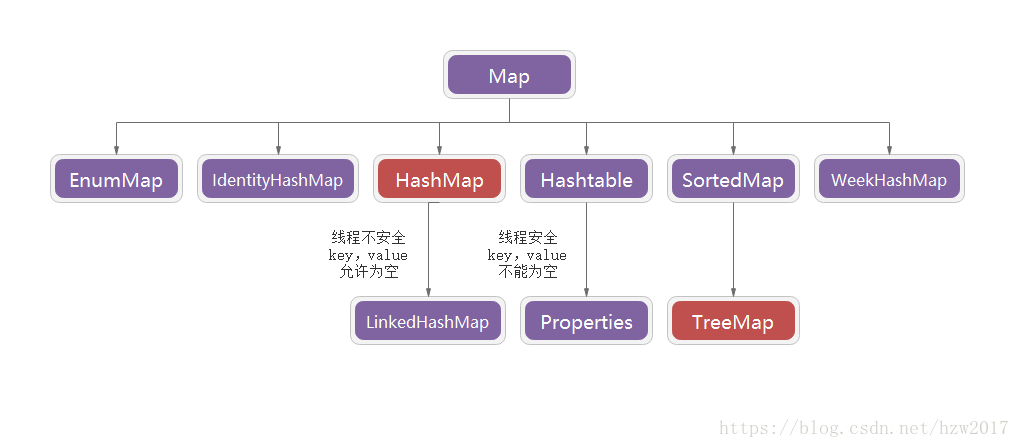 Map
EnumMap
IdentityHashMap
HashMap
Hashtable
SortedMap
WeekHashMap
线程不安全
key，value
允许为空
线程安全
key，value
不能为空
LinkedHashMap
Properties
TreeMap
https://blog.csdn.net/hzw2017